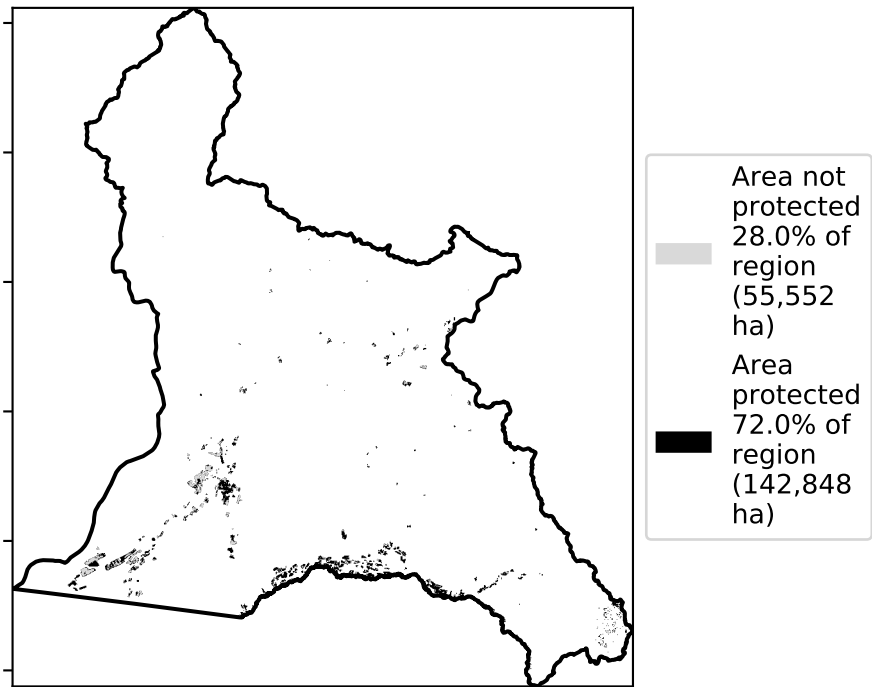 Area not
protected
28.0% of
region
(55,552
ha)
Area
protected
72.0% of
region
(142,848
ha)